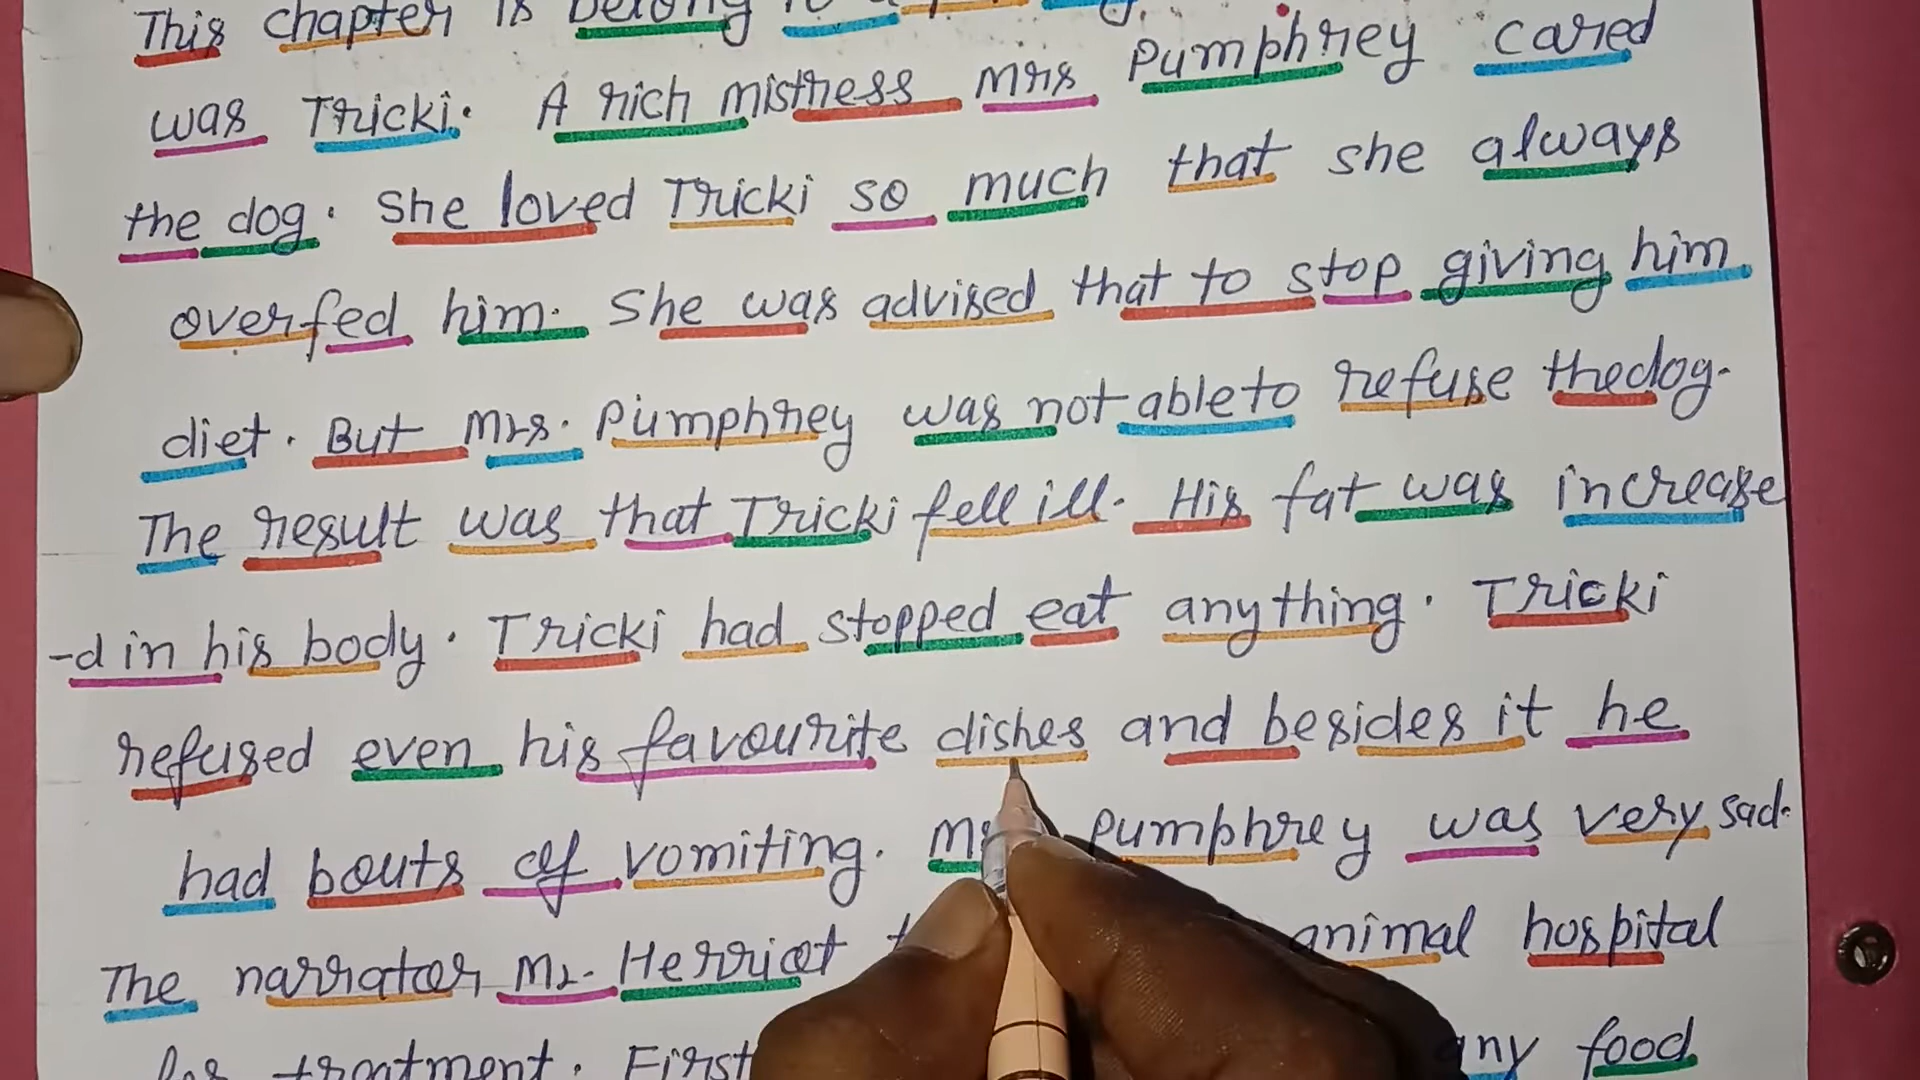 This chapter is belong to a
was Tricki. A rich mistress Mrs Pumphrey cared
the dog. She loved Tricki so much that she always
overfed him. She was advised that to stop giving him
diet. But Mrs. Pumphrey was not able to refuse the dog.
The result was that Tricki fell ill. His fat was increase
-d in his body. Tricki had stopped eat anything. Tricki
refused even his favourite dishes and besides it he
had bouts of vomiting. Pumphrey was very sad.
The narrator Mr. Herriot animal hospital
for treatment. First any food